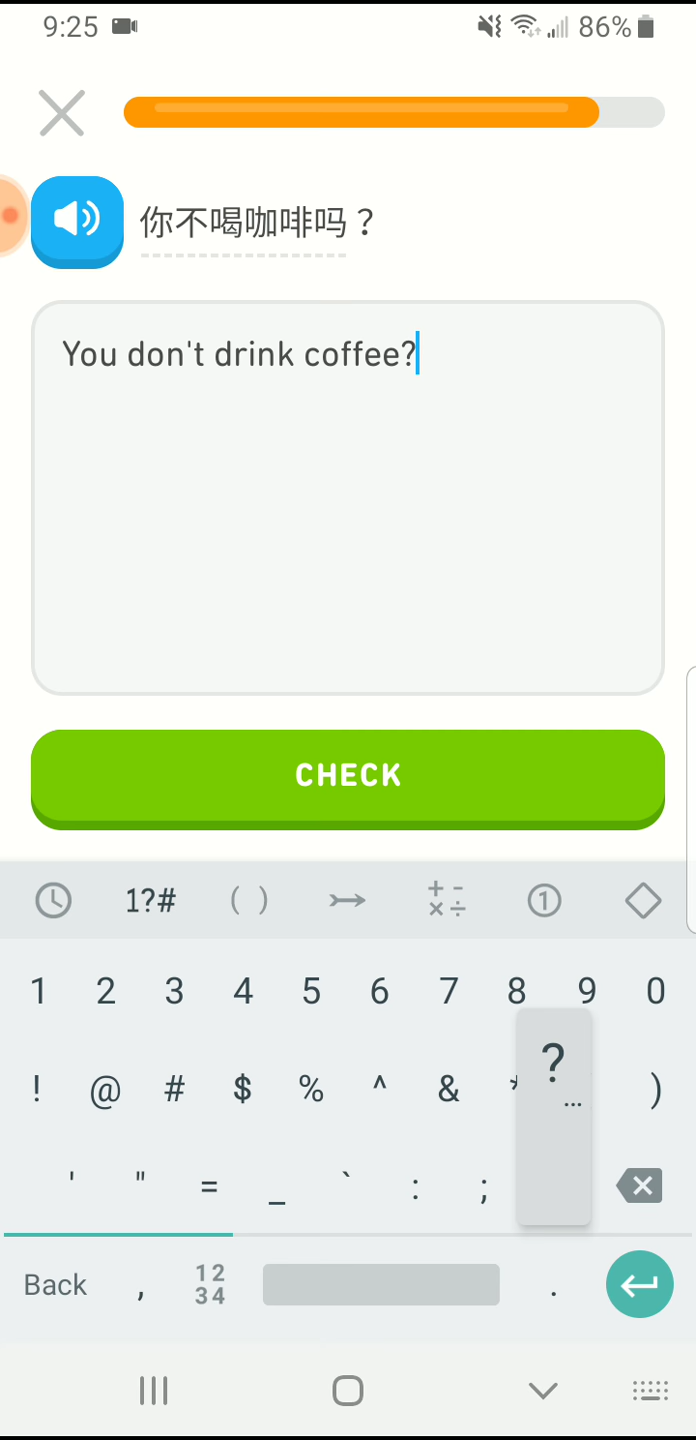 9:25 86%
你不喝咖啡吗？
You don't drink coffee?
CHECK
1?# ( ) + - × ÷ 1
1 2 3 4 5 6 7 8 9 0
! @ # $ % ^ & * ? ... )
' " = _ ` : ;
Back , 12 34 .